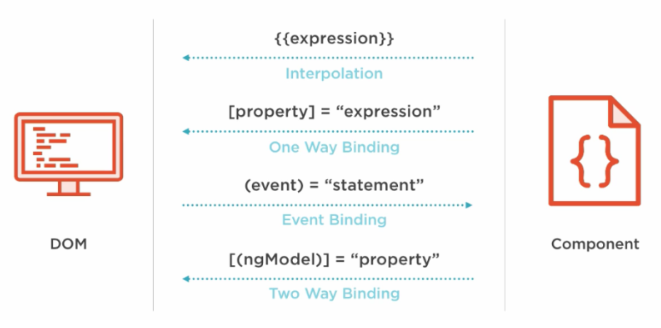 {{expression}}
Interpolation
[property] = “expression”
One Way Binding
(event) = “statement”
Event Binding
[(ngModel)] = “property”
Two Way Binding
DOM
{}
Component